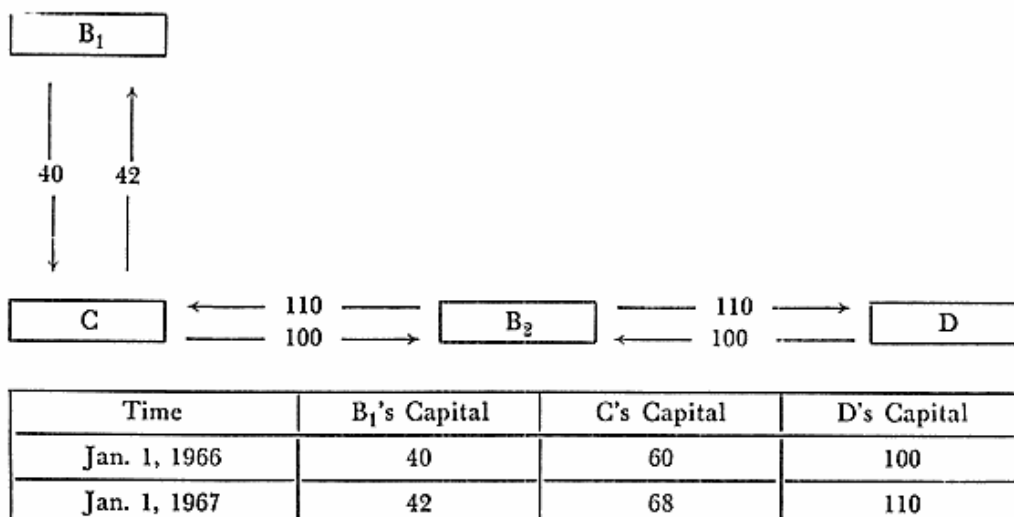 B₁
40 42
C 110 B₂ 110 D
100 100
Time B₁'s Capital C's Capital D's Capital
Jan. 1, 1966 40 60 100
Jan. 1, 1967 42 68 110